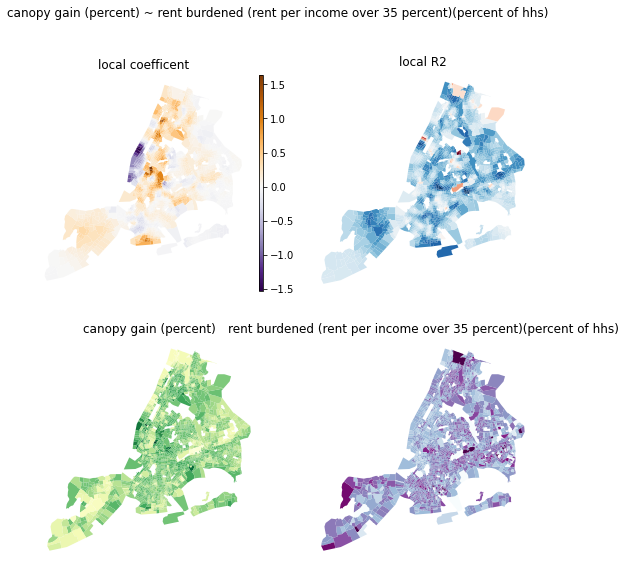 canopy gain (percent) ~ rent burdened (rent per income over 35 percent)(percent of hhs)
local coefficent
local R2
1.5
1.0
0.5
0.0
−0.5
−1.0
−1.5
canopy gain (percent)
rent burdened (rent per income over 35 percent)(percent of hhs)